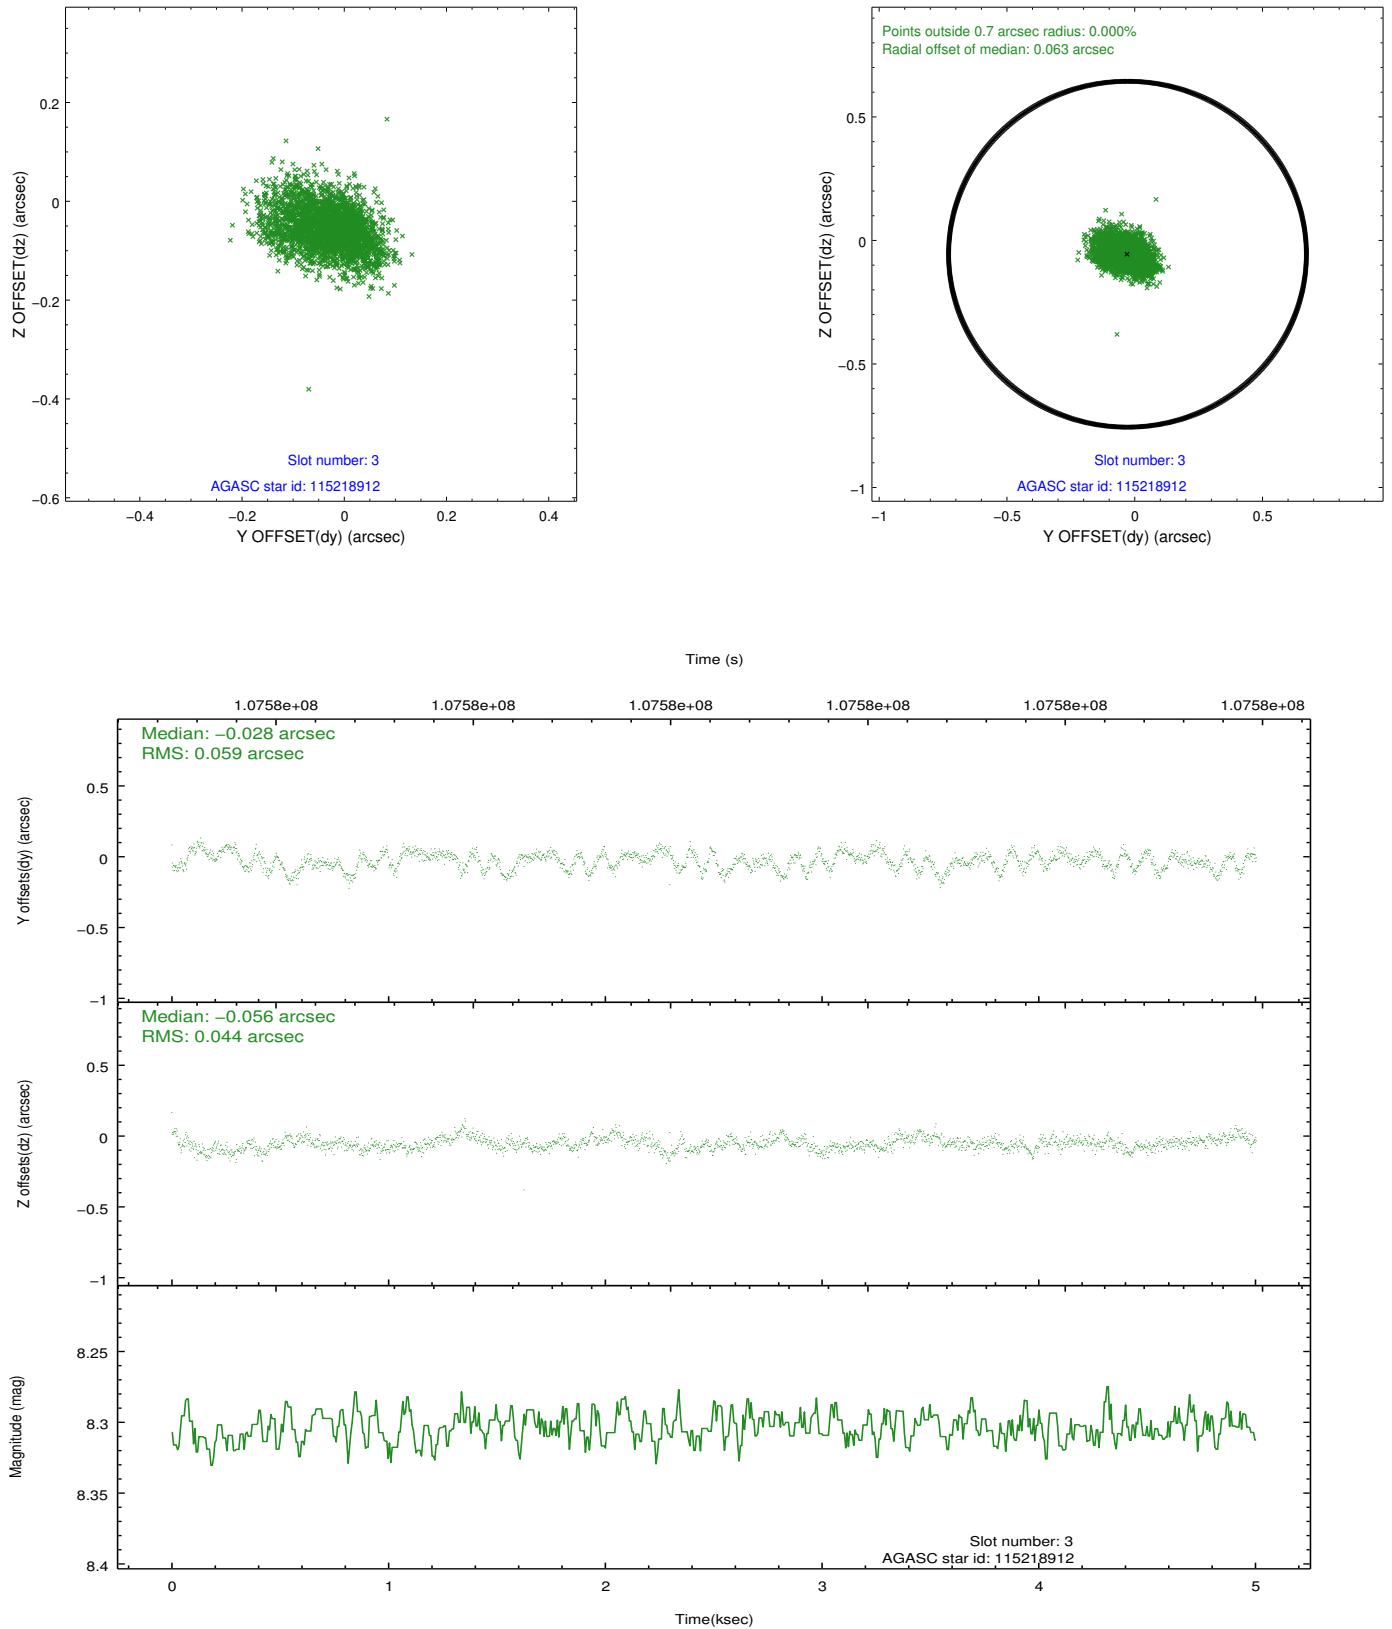 0.2
0
−0.2
−0.4
−0.6
Z OFFSET(dz) (arcsec)
Slot number: 3
AGASC star id: 115218912
−0.4
−0.2
0
0.2
0.4
Y OFFSET(dy) (arcsec)
Points outside 0.7 arcsec radius: 0.000%
Radial offset of median: 0.063 arcsec
0.5
0
−0.5
−1
Z OFFSET(dz) (arcsec)
Slot number: 3
AGASC star id: 115218912
−1
−0.5
0
0.5
Y OFFSET(dy) (arcsec)
Time (s)
1.0758e+08
1.0758e+08
1.0758e+08
1.0758e+08
1.0758e+08
1.0758e+08
Median: −0.028 arcsec
RMS: 0.059 arcsec
0.5
0
−0.5
−1
Y offsets(dy) (arcsec)
Median: −0.056 arcsec
RMS: 0.044 arcsec
0.5
0
−0.5
−1
Z offsets(dz) (arcsec)
8.25
8.3
8.35
8.4
Magnitude (mag)
Slot number: 3
AGASC star id: 115218912
0
1
2
3
4
5
Time(ksec)